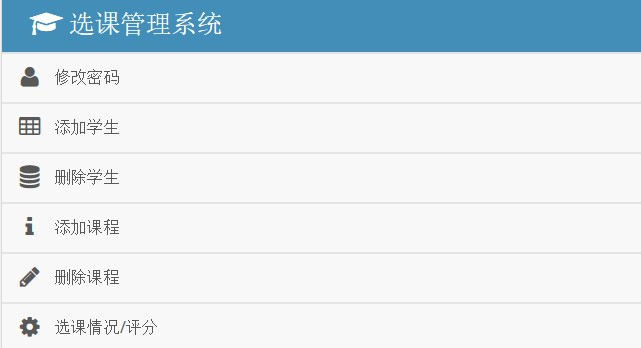 选课管理系统
修改密码
添加学生
删除学生
添加课程
删除课程
选课情况/评分